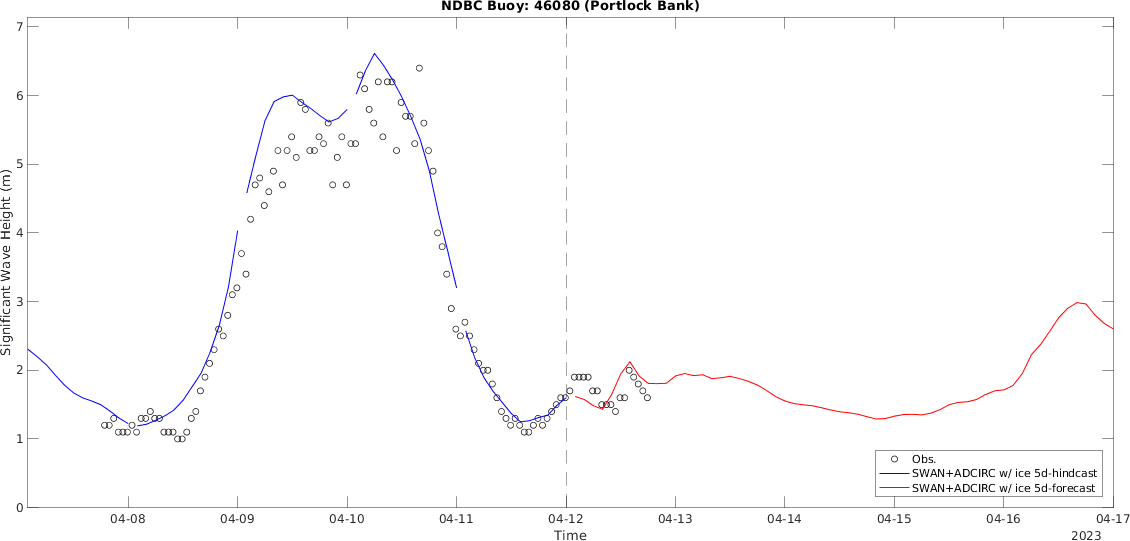 NDBC Buoy: 46080 (Portlock Bank)
7
6
5
4
3
2
1
0
Significant Wave Height (m)
Obs.
SWAN+ADCIRC w/ ice 5d-hindcast
SWAN+ADCIRC w/ ice 5d-forecast
04-08 04-09 04-10 04-11 04-12 04-13 04-14 04-15 04-16 04-17
Time
2023